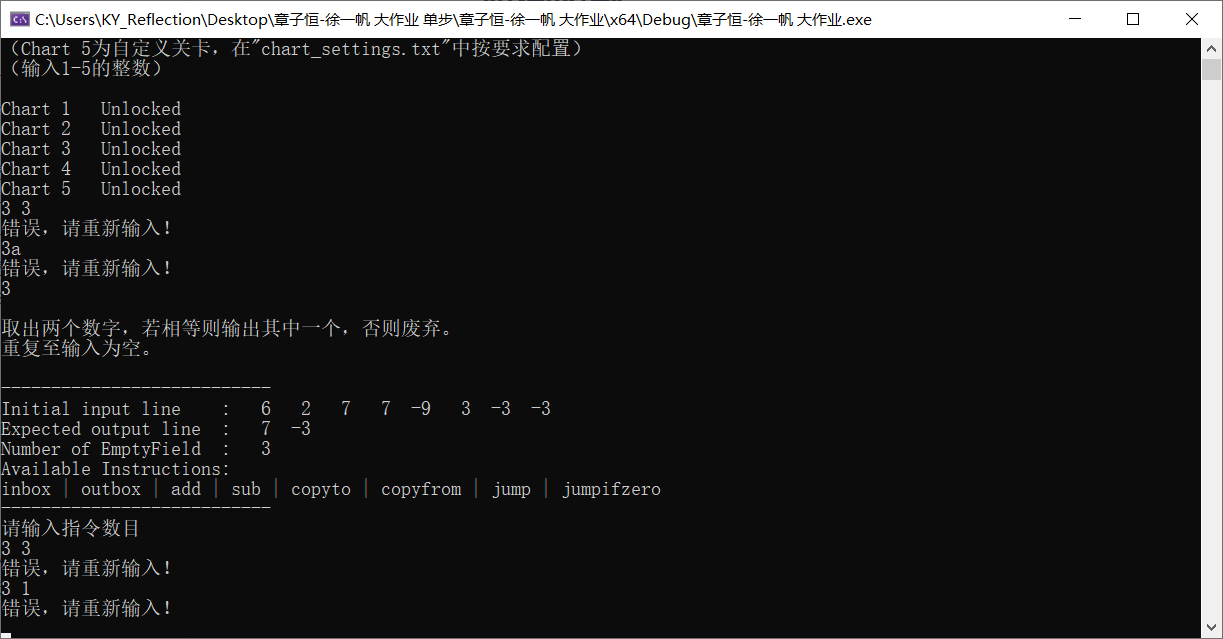 C:\Users\KY_Reflection\Desktop\章子恒-徐一帆 大作业 单步\章子恒-徐一帆 大作业\x64\Debug\章子恒-徐一帆 大作业.exe
（Chart 5为自定义关卡，在"chart_settings.txt"中按要求配置）
（输入1-5的整数）
Chart 1   Unlocked
Chart 2   Unlocked
Chart 3   Unlocked
Chart 4   Unlocked
Chart 5   Unlocked
3 3
错误，请重新输入！
3a
错误，请重新输入！
3
取出两个数字，若相等则输出其中一个，否则废弃。
重复至输入为空。
---------------------------
Initial input line    :   6   2   7   7  -9   3  -3  -3
Expected output line  :   7  -3
Number of EmptyField  :   3
Available Instructions:
inbox | outbox | add | sub | copyto | copyfrom | jump | jumpifzero
---------------------------
请输入指令数目
3 3
错误，请重新输入！
3 1
错误，请重新输入！